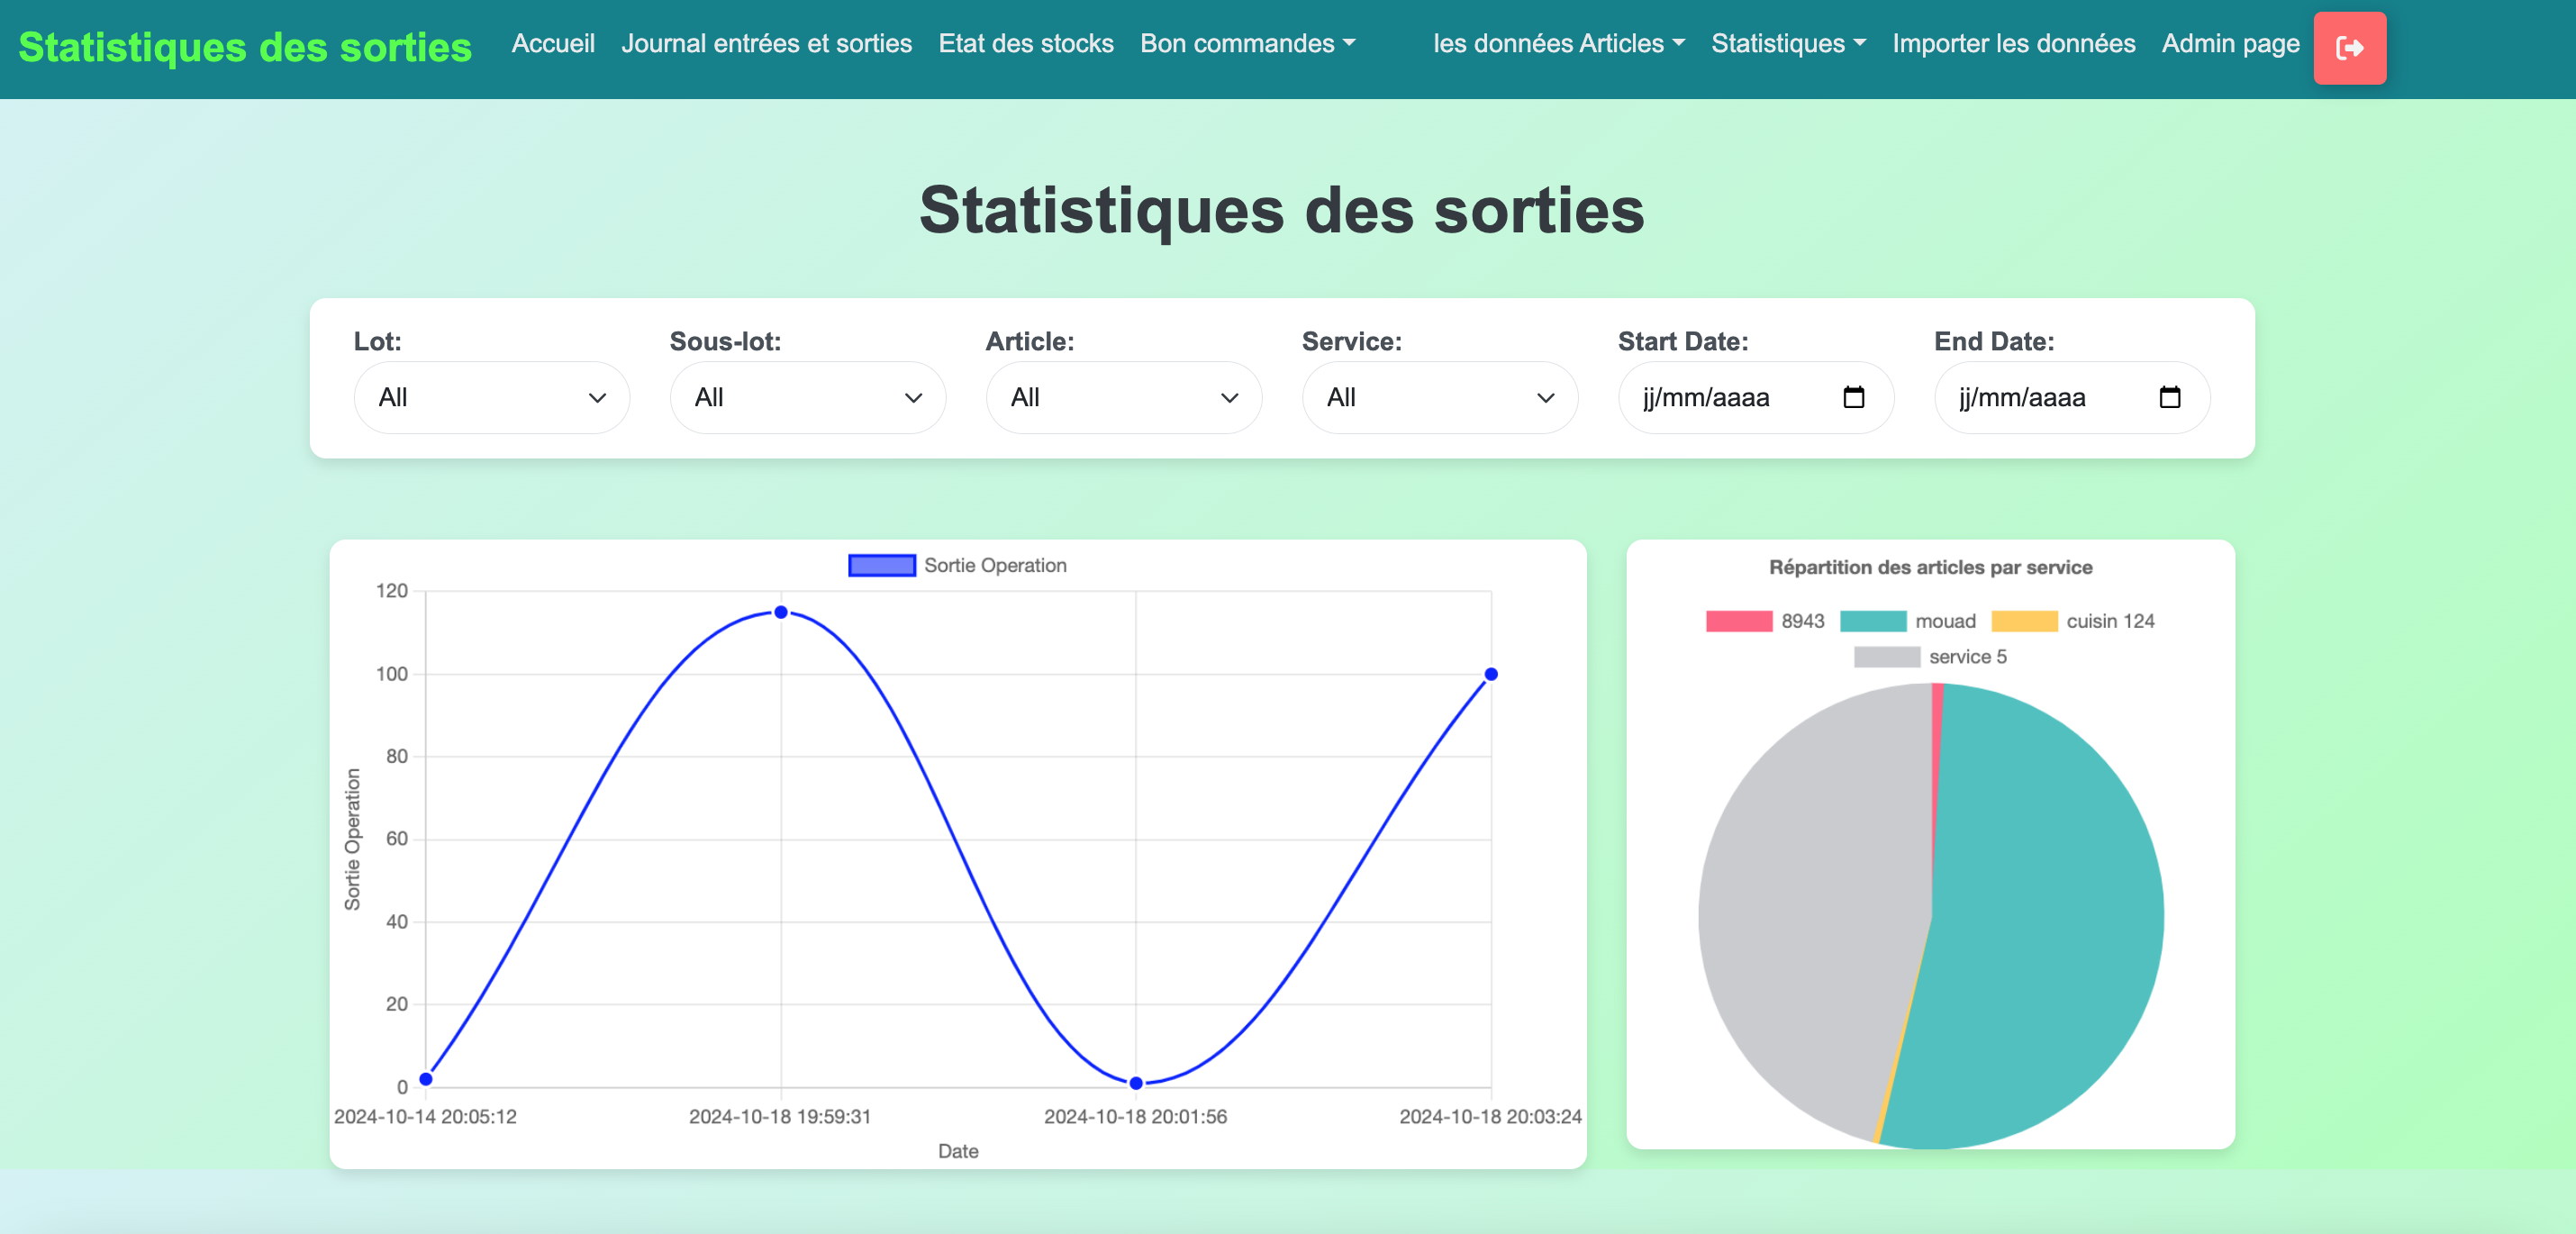 Statistiques des sorties Accueil Journal entrées et sorties Etat des stocks Bon commandes les données Articles Statistiques Importer les données Admin page
Statistiques des sorties
Lot: Sous-lot: Article: Service: Start Date: End Date:
All All All All jj/mm/aaaa jj/mm/aaaa
Sortie Operation
120
100
80
60
40
20
0
Sortie Operation
2024-10-14 20:05:12 2024-10-18 19:59:31 2024-10-18 20:01:56 2024-10-18 20:03:24
Date
Répartition des articles par service
8943 mouad cuisin 124
service 5